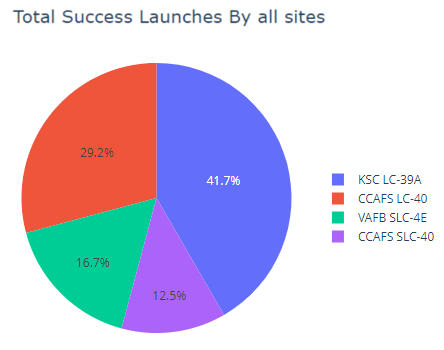 Total Success Launches By all sites
29.2%
41.7%
16.7%
12.5%
KSC LC-39A
CCAFS LC-40
VAFB SLC-4E
CCAFS SLC-40